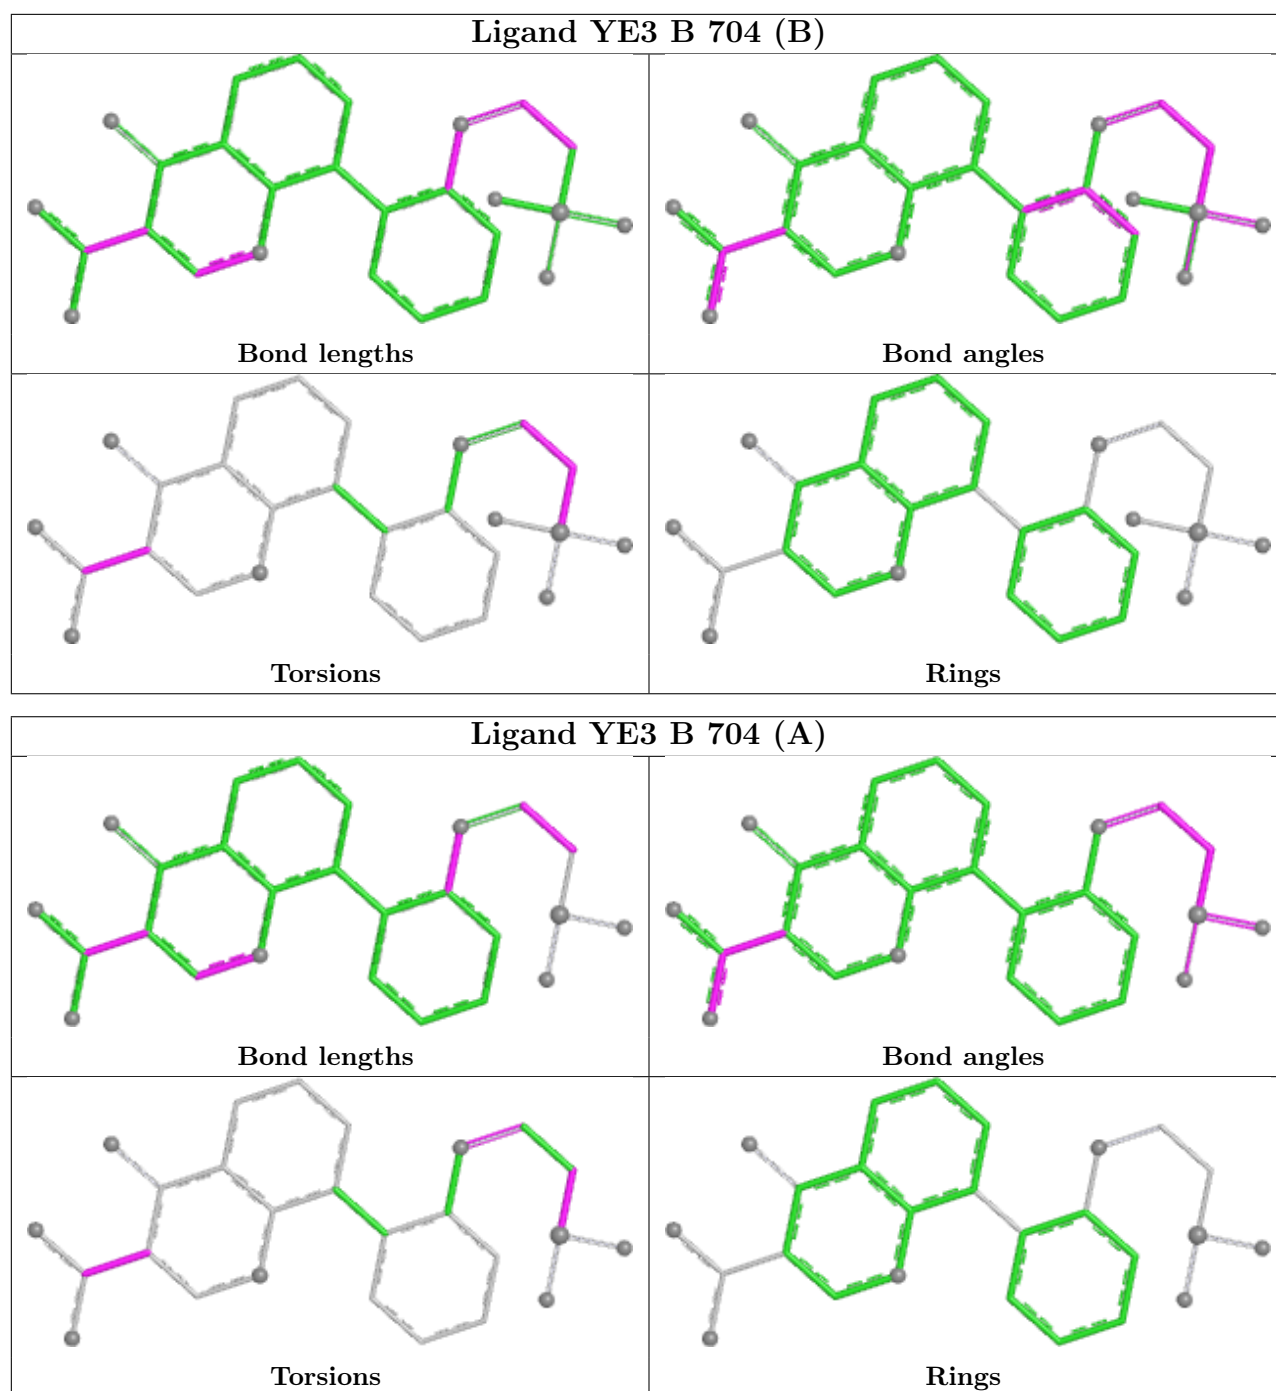 Ligand YE3 B 704 (B)
Bond lengths
Bond angles
Torsions
Rings
Ligand YE3 B 704 (A)
Bond lengths
Bond angles
Torsions
Rings